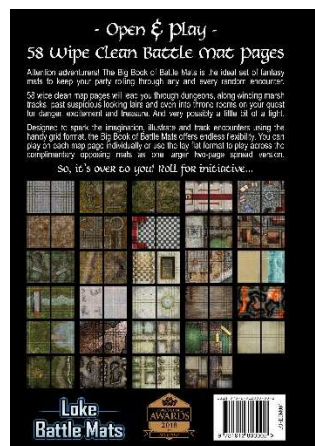 - Open & Play -
58 Wipe Clean Battle Mat Pages
Attention adventurers! The Big Book of Battle Mats is the ideal set of fantasy
mats to keep your party rolling through any and every random encounter.
58 wipe clean map pages will lead you through dungeons, along winding marsh
tracks, past suspicious looking lairs and even into throne rooms on your quest
for danger, excitement and treasure. And very possibly a little bit of a fight.
Designed to spark the imagination, illustrate and track encounters using the
handy grid format, the Big Book of Battle Mats offers endless flexibility. You can
play on each map page individually or use the lay flat format to play across the
complimentary opposing mats as one larger two-page spread version.
So, it's over to you! Roll for initiative...
Loke
Battle Mats
AWARDS
2018